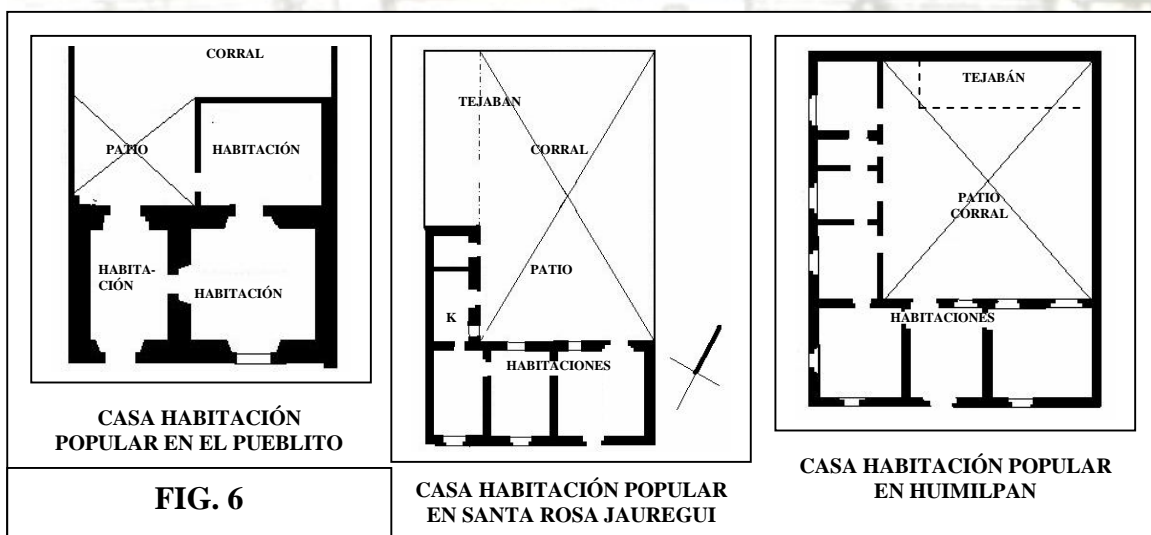 CORRAL
PATIO
HABITACIÓN
HABITA-
CIÓN
HABITACIÓN
CASA HABITACIÓN
POPULAR EN EL PUEBLITO
FIG. 6
TEJABÁN
CORRAL
PATIO
K
HABITACIONES
CASA HABITACIÓN POPULAR
EN SANTA ROSA JAUREGUI
TEJABÁN
PATIO
CORRAL
HABITACIONES
CASA HABITACIÓN POPULAR
EN HUIMILPAN